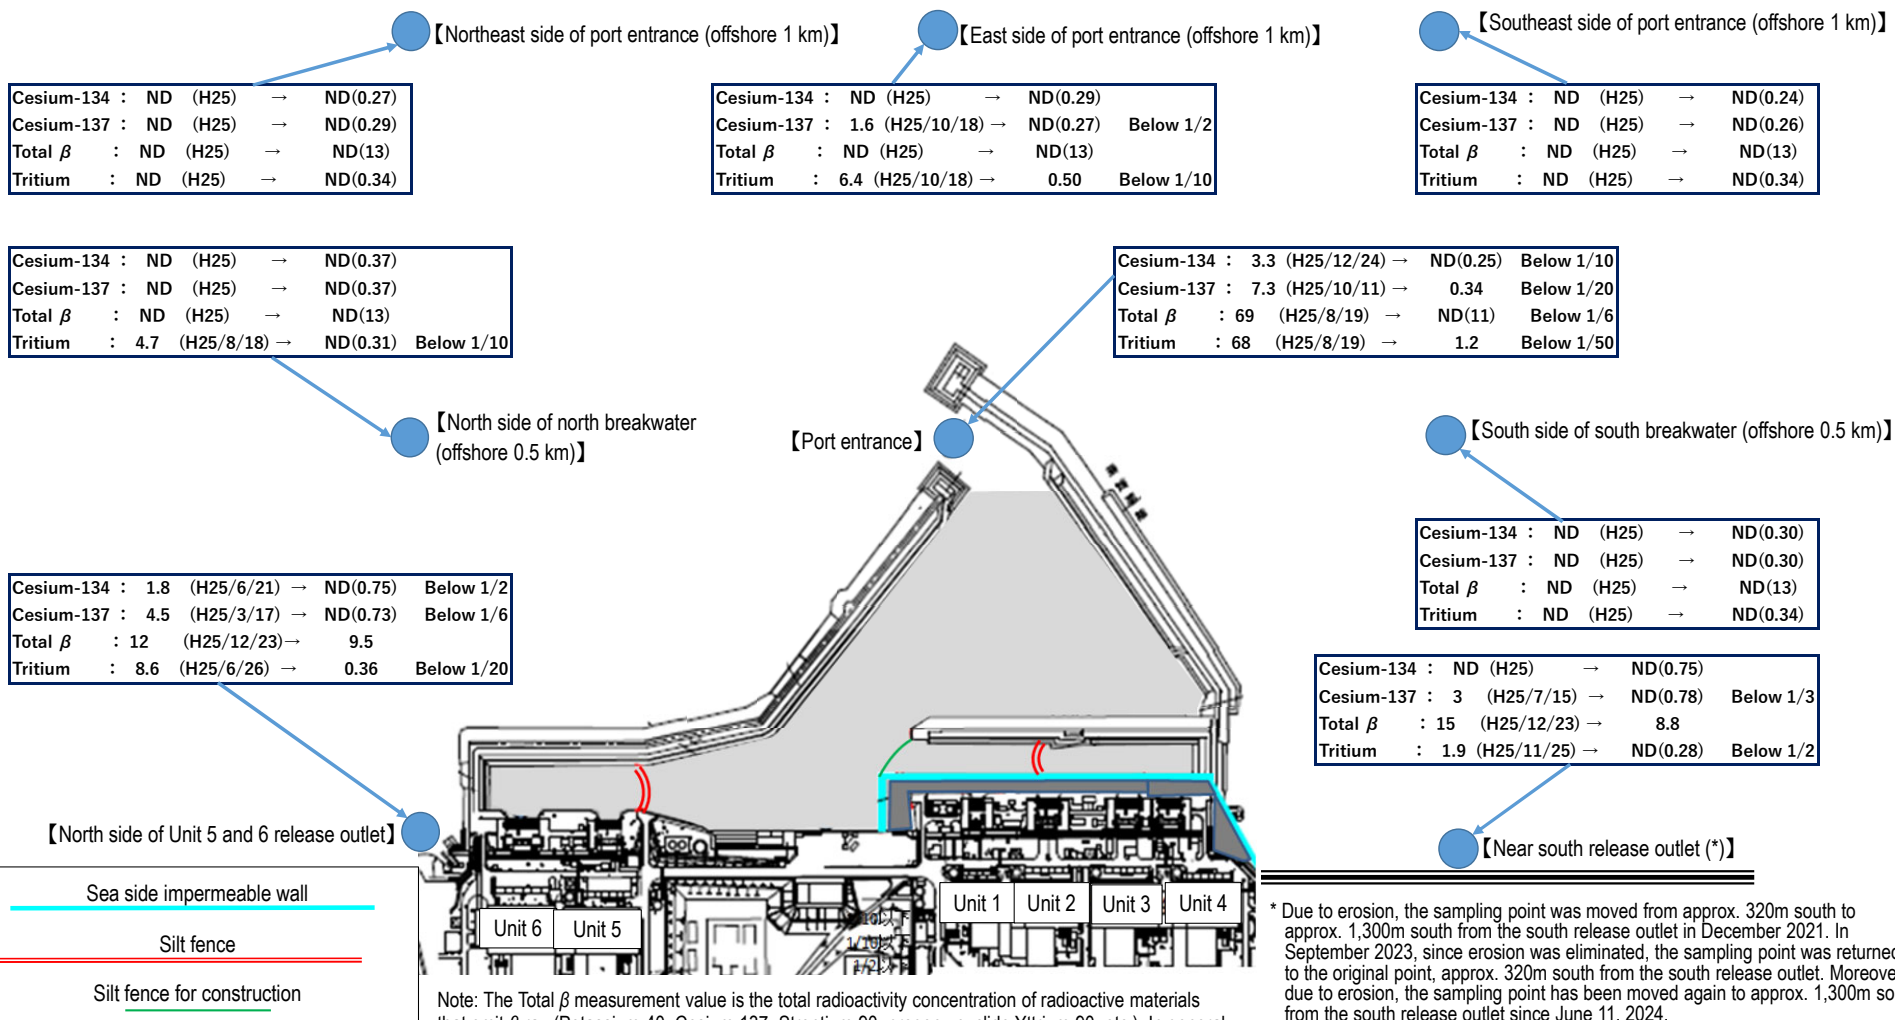 【Northeast side of port entrance (offshore 1 km)】
Cesium-134 : ND (H25) → ND(0.27)
Cesium-137 : ND (H25) → ND(0.29)
Total β : ND (H25) → ND(13)
Tritium : ND (H25) → ND(0.34)
【East side of port entrance (offshore 1 km)】
Cesium-134 : ND (H25) → ND(0.29)
Cesium-137 : 1.6 (H25/10/18) → ND(0.27) Below 1/2
Total β : ND (H25) → ND(13)
Tritium : 6.4 (H25/10/18) → 0.50 Below 1/10
【Southeast side of port entrance (offshore 1 km)】
Cesium-134 : ND (H25) → ND(0.24)
Cesium-137 : ND (H25) → ND(0.26)
Total β : ND (H25) → ND(13)
Tritium : ND (H25) → ND(0.34)
Cesium-134 : ND (H25) → ND(0.37)
Cesium-137 : ND (H25) → ND(0.37)
Total β : ND (H25) → ND(13)
Tritium : 4.7 (H25/8/18) → ND(0.31) Below 1/10
【North side of north breakwater
(offshore 0.5 km)】
Cesium-134 : 3.3 (H25/12/24) → ND(0.25) Below 1/10
Cesium-137 : 7.3 (H25/10/11) → 0.34 Below 1/20
Total β : 69 (H25/8/19) → ND(11) Below 1/6
Tritium : 68 (H25/8/19) → 1.2 Below 1/50
【Port entrance】
【South side of south breakwater (offshore 0.5 km)】
Cesium-134 : ND (H25) → ND(0.30)
Cesium-137 : ND (H25) → ND(0.30)
Total β : ND (H25) → ND(13)
Tritium : ND (H25) → ND(0.34)
Cesium-134 : 1.8 (H25/6/21) → ND(0.75) Below 1/2
Cesium-137 : 4.5 (H25/3/17) → ND(0.73) Below 1/6
Total β : 12 (H25/12/23)→ 9.5
Tritium : 8.6 (H25/6/26) → 0.36 Below 1/20
【North side of Unit 5 and 6 release outlet】
Cesium-134 : ND (H25) → ND(0.75)
Cesium-137 : 3 (H25/7/15) → ND(0.78) Below 1/3
Total β : 15 (H25/12/23) → 8.8
Tritium : 1.9 (H25/11/25) → ND(0.28) Below 1/2
【Near south release outlet (*)】
Sea side impermeable wall
Silt fence
Silt fence for construction
Unit 6 Unit 5
Unit 1 Unit 2 Unit 3 Unit 4
* Due to erosion, the sampling point was moved from approx. 320m south to
approx. 1,300m south from the south release outlet in December 2021. In
September 2023, since erosion was eliminated, the sampling point was returned
to the original point, approx. 320m south from the south release outlet. Moreove
due to erosion, the sampling point has been moved again to approx. 1,300m so
from the south release outlet since June 11, 2024.
Note: The Total β measurement value is the total radioactivity concentration of radioactive materials